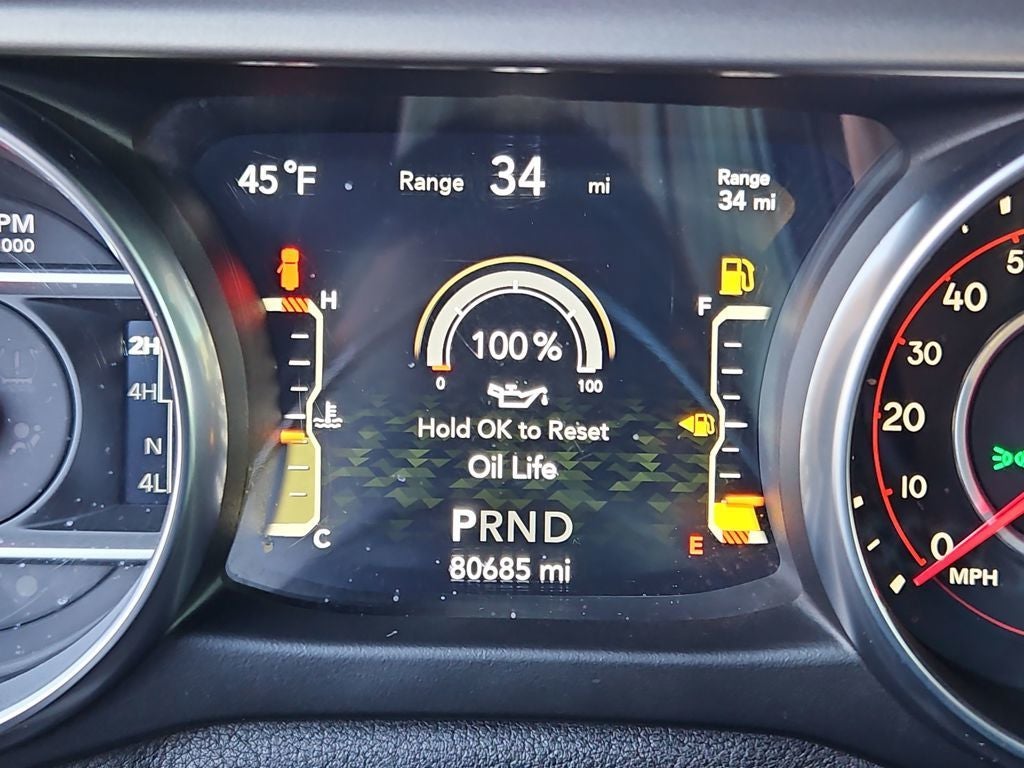 45°F
Range 34 mi
Range
34 mi
PM
000
H
F
50
40
30
20
10
0
MPH
2H
4H
N
4L
100%
0 100
Hold OK to Reset
Oil Life
C
E
PRND
80685 mi